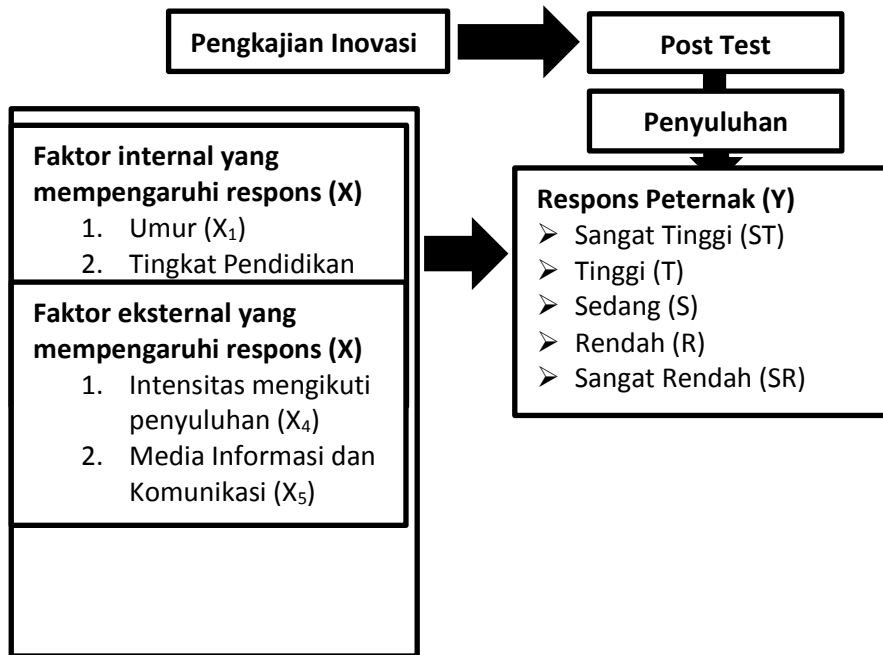 Pengkajian Inovasi
Post Test
Penyuluhan
Faktor internal yang
mempengaruhi respons (X)
1. Umur (X₁)
2. Tingkat Pendidikan
Faktor eksternal yang
mempengaruhi respons (X)
1. Intensitas mengikuti
penyuluhan (X₄)
2. Media Informasi dan
Komunikasi (X₅)
Respons Peternak (Y)
➢ Sangat Tinggi (ST)
➢ Tinggi (T)
➢ Sedang (S)
➢ Rendah (R)
➢ Sangat Rendah (SR)